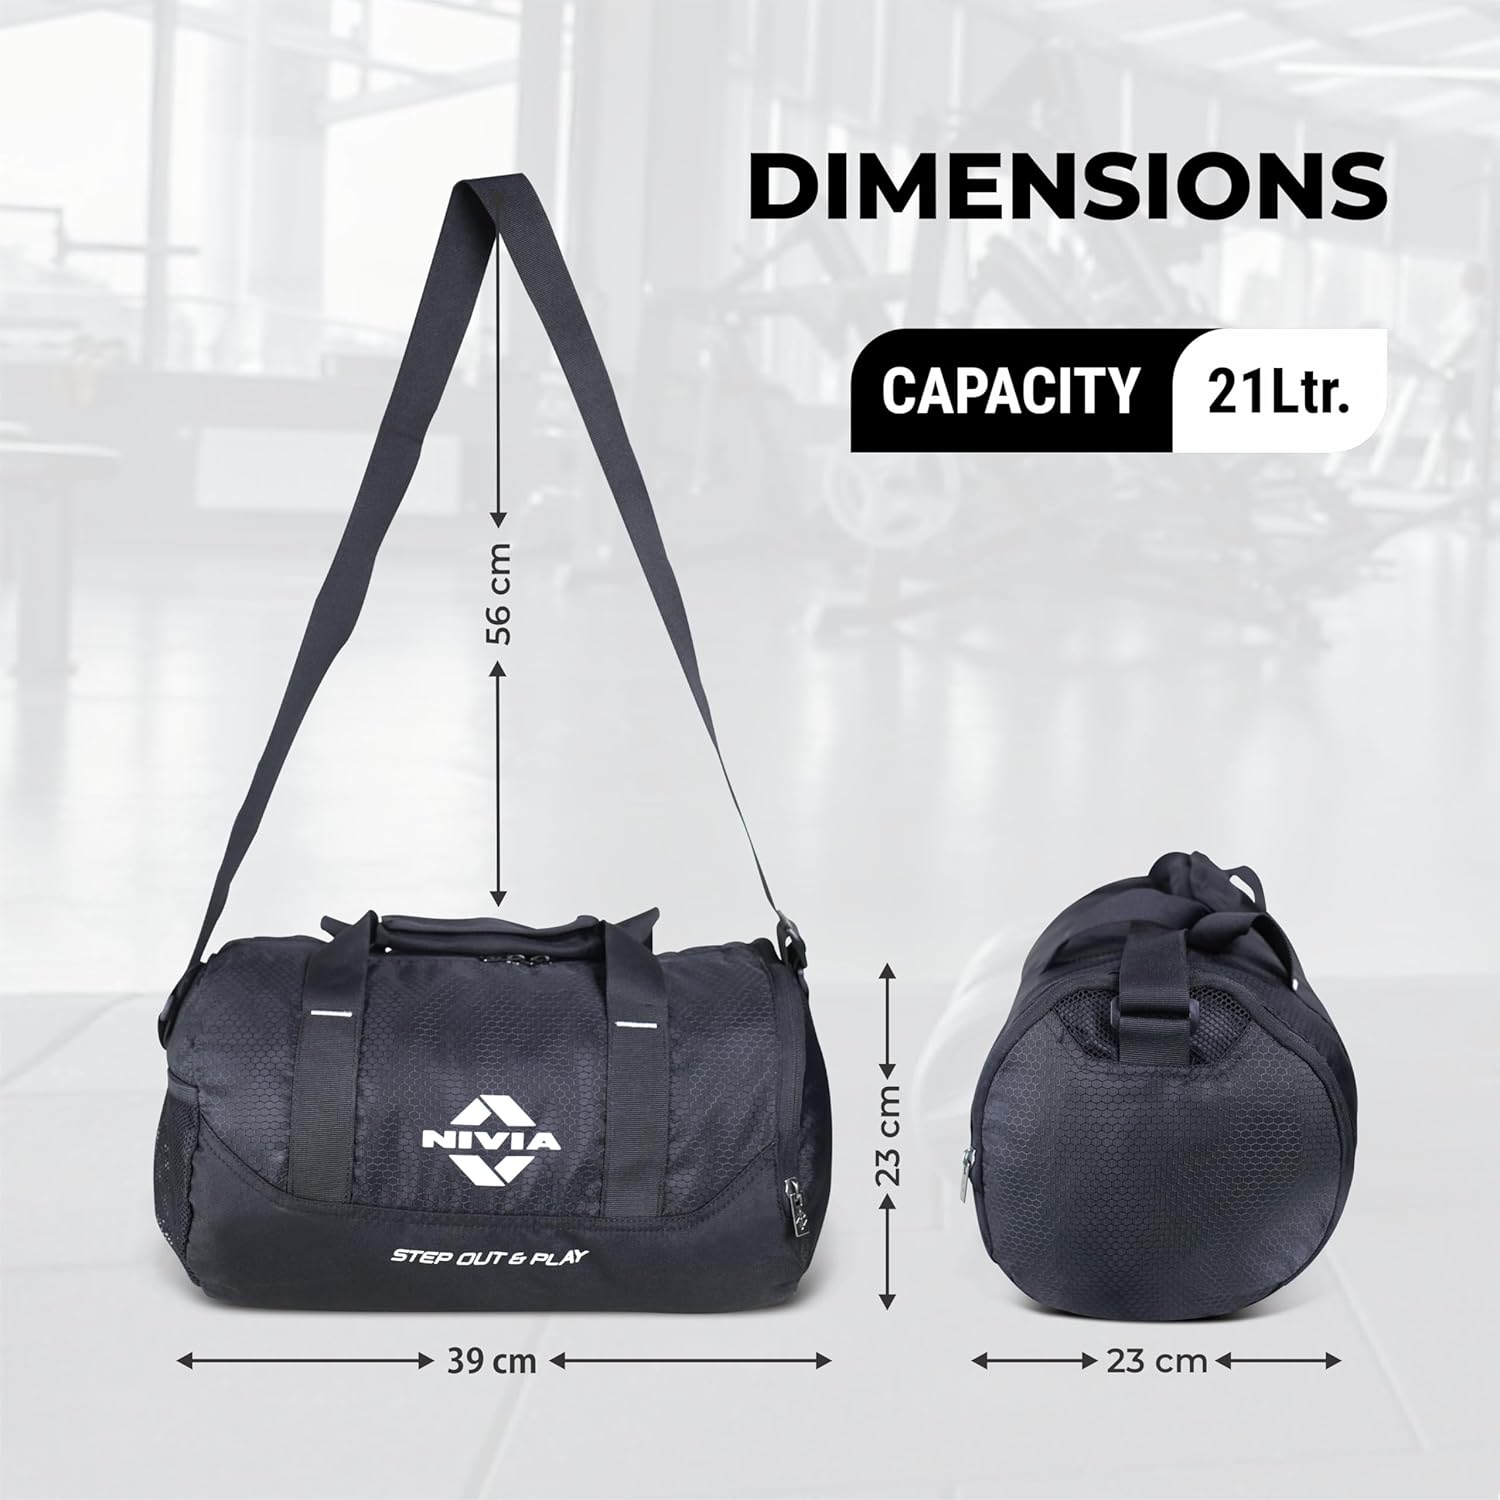 DIMENSIONS
CAPACITY 21Ltr.
56 cm
NIVIA
STEP OUT & PLAY
23 cm
39 cm
23 cm